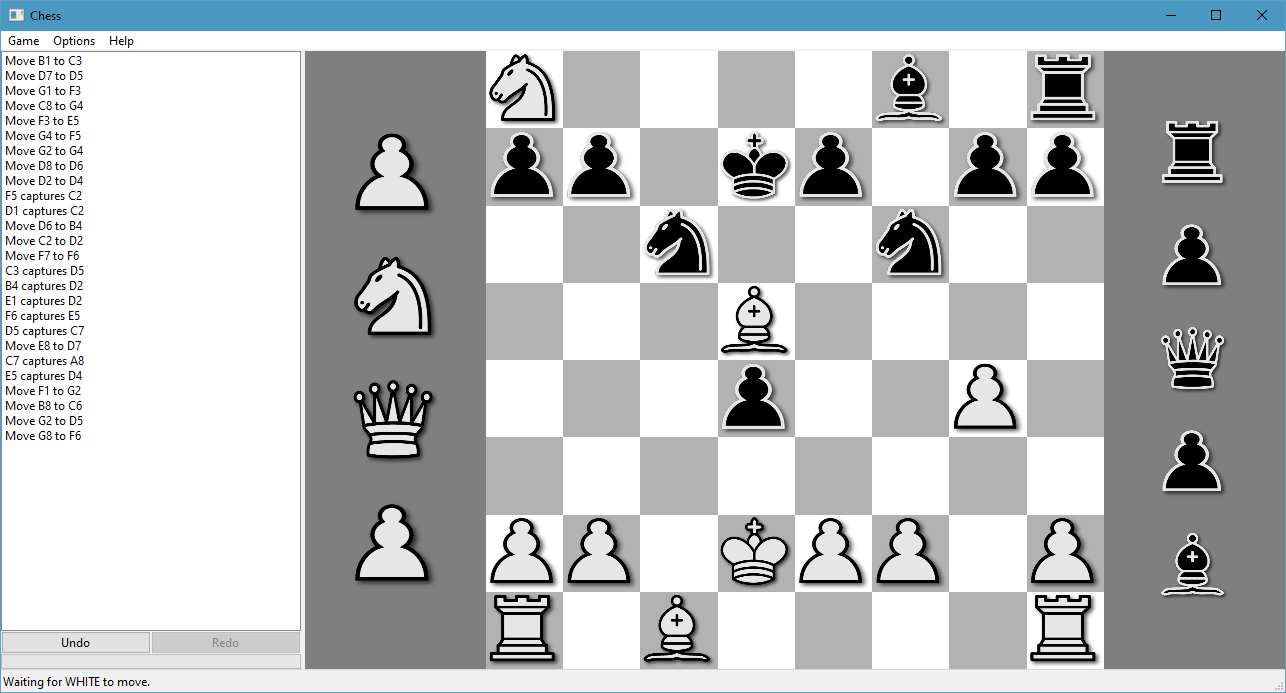 Chess
Game Options Help
Move B1 to C3
Move D7 to D5
Move G1 to F3
Move C8 to G4
Move F3 to E5
Move G4 to F5
Move G2 to G4
Move D8 to D6
Move D2 to D4
F5 captures C2
D1 captures C2
Move D6 to B4
Move C2 to D2
Move F7 to F6
C3 captures D5
B4 captures D2
E1 captures D2
F6 captures E5
D5 captures C7
Move E8 to D7
C7 captures A8
E5 captures D4
Move F1 to G2
Move B8 to C6
Move G2 to D5
Move G8 to F6
Undo Redo
Waiting for WHITE to move.